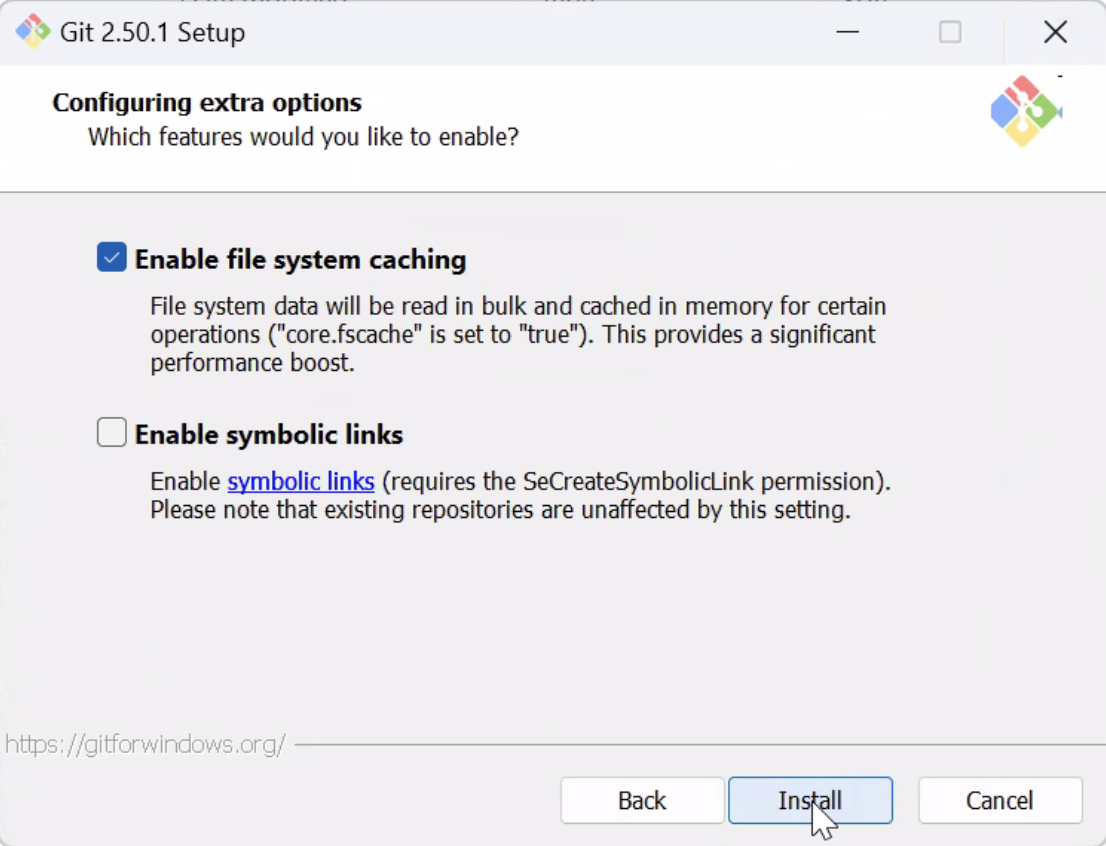 Git 2.50.1 Setup
Configuring extra options
Which features would you like to enable?
Enable file system caching
File system data will be read in bulk and cached in memory for certain
operations ("core.fscache" is set to "true"). This provides a significant
performance boost.
Enable symbolic links
Enable symbolic links (requires the SeCreateSymbolicLink permission).
Please note that existing repositories are unaffected by this setting.
https://gitforwindows.org/
Back
Install
Cancel